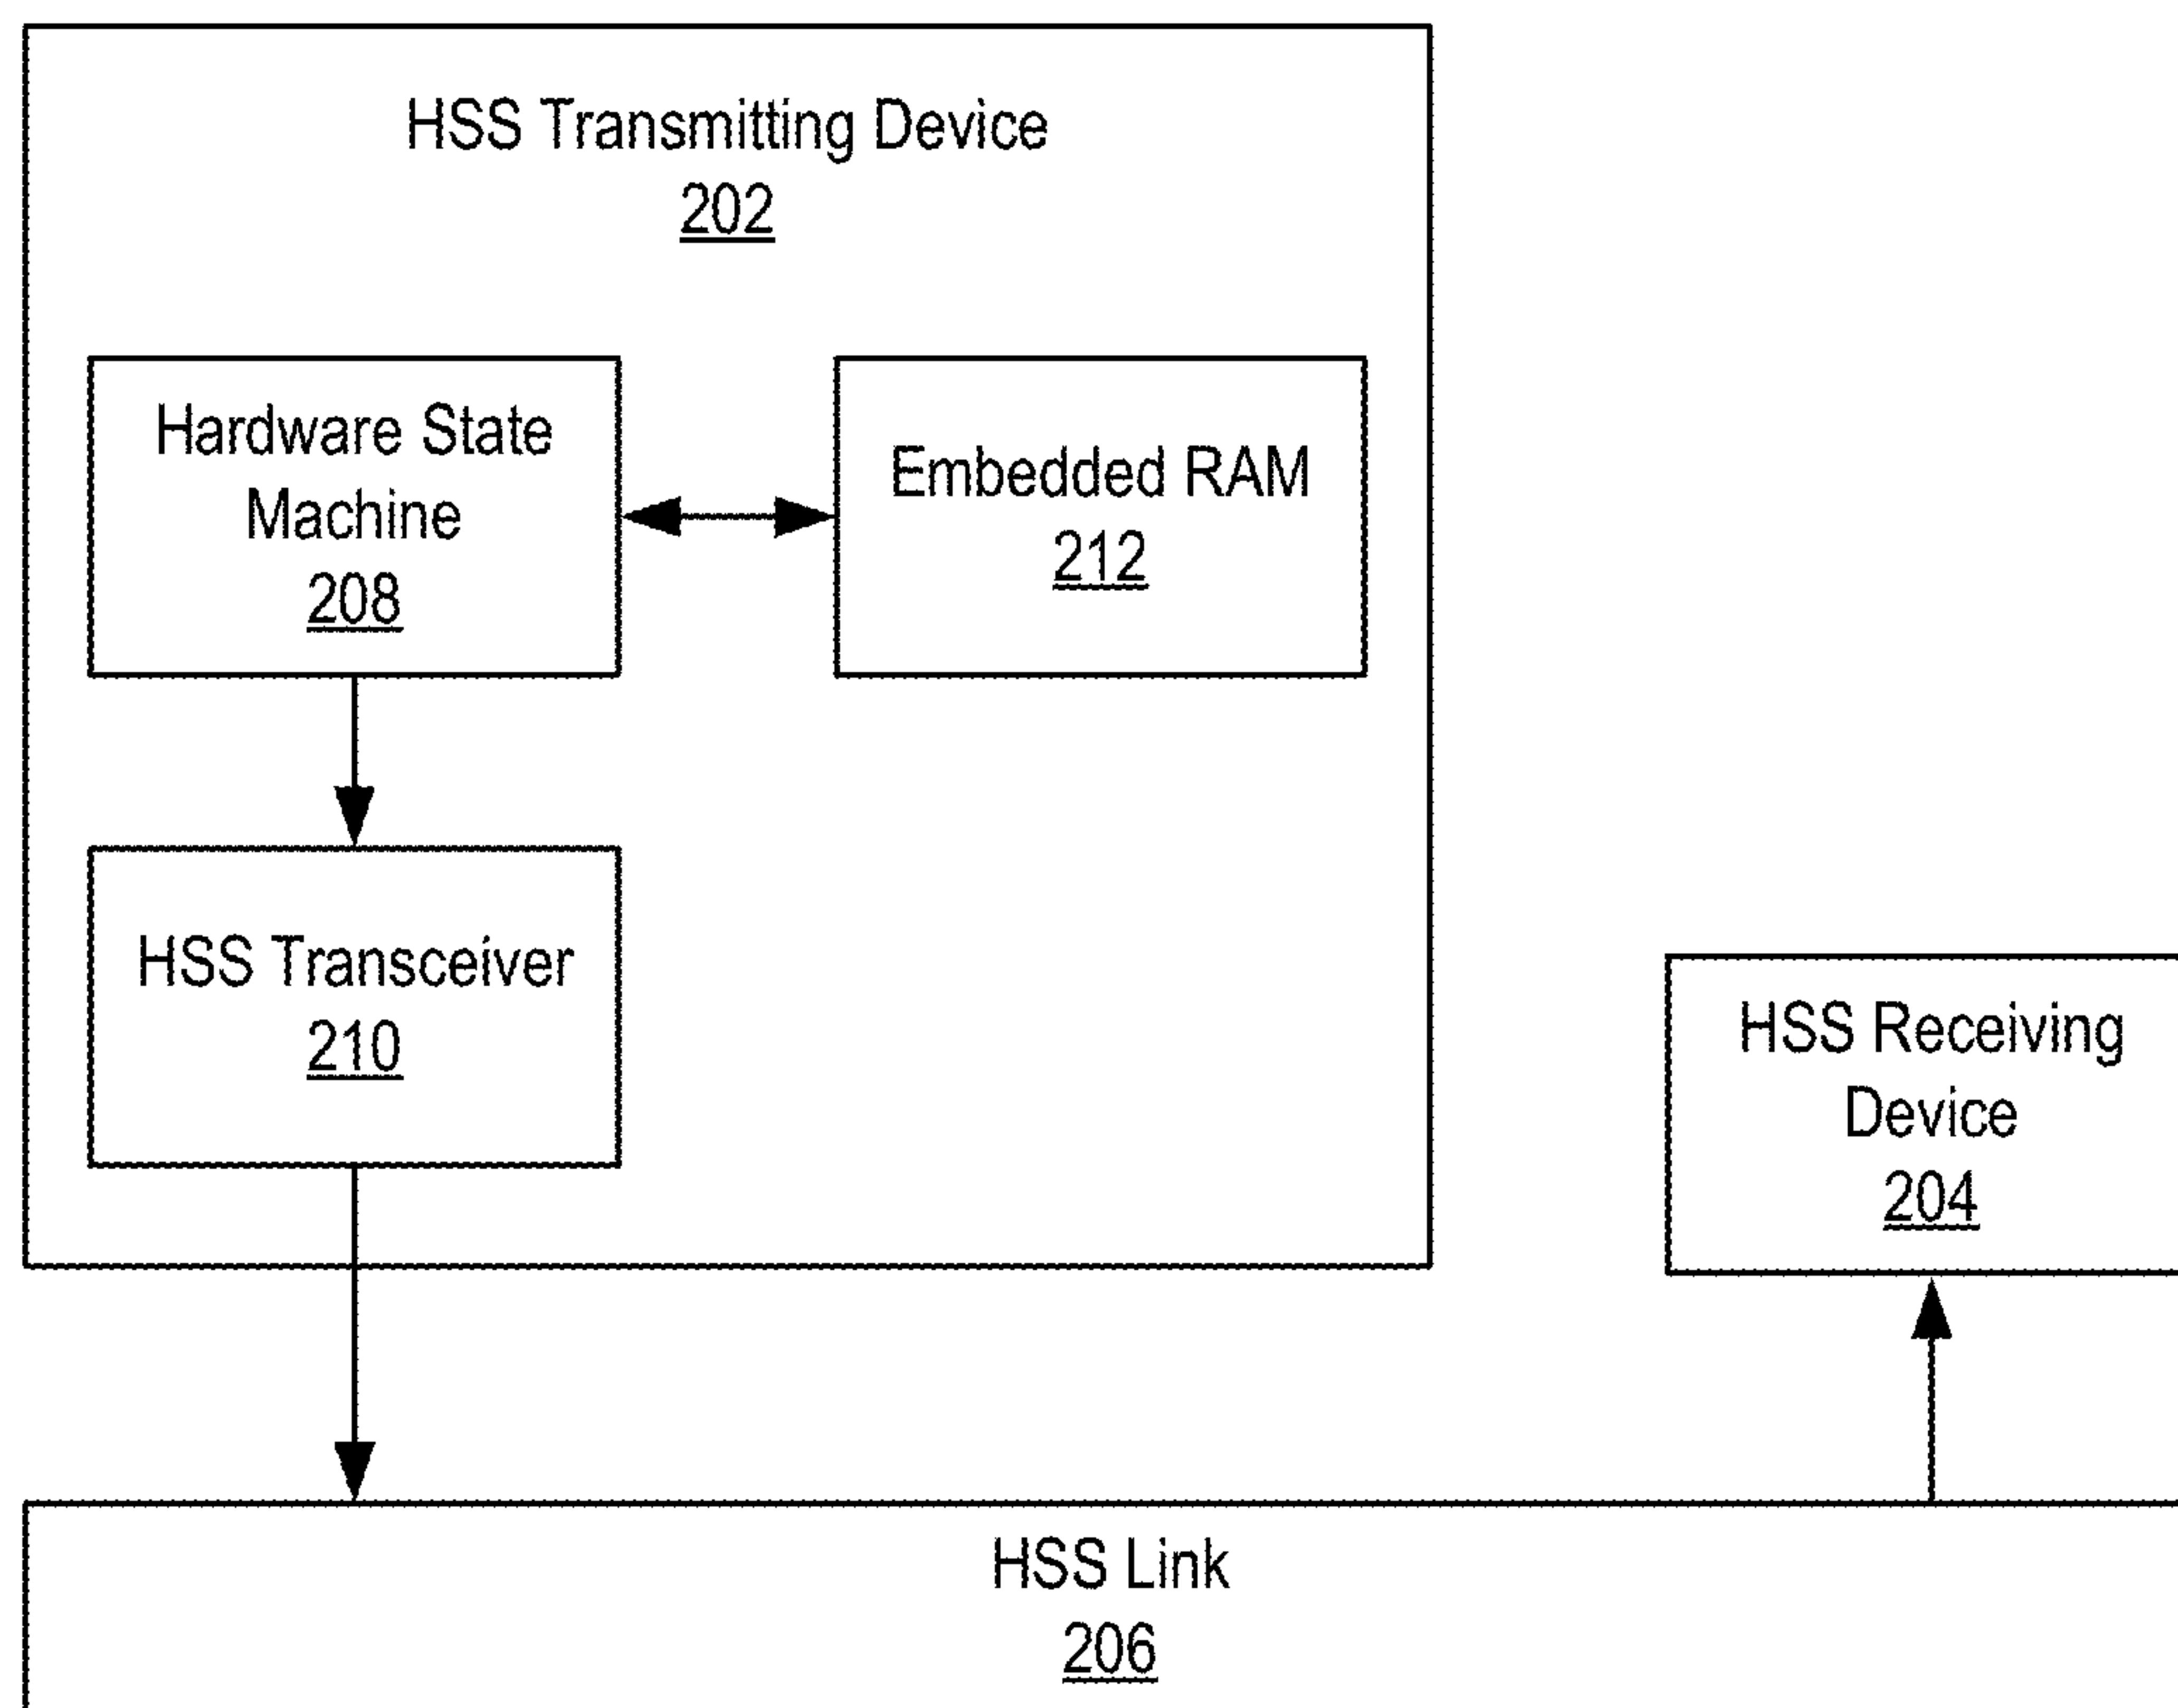 HSS Transmitting Device
202
Hardware State
Machine
208
Embedded RAM
212
HSS Transceiver
210
HSS Receiving
Device
204
HSS Link
206